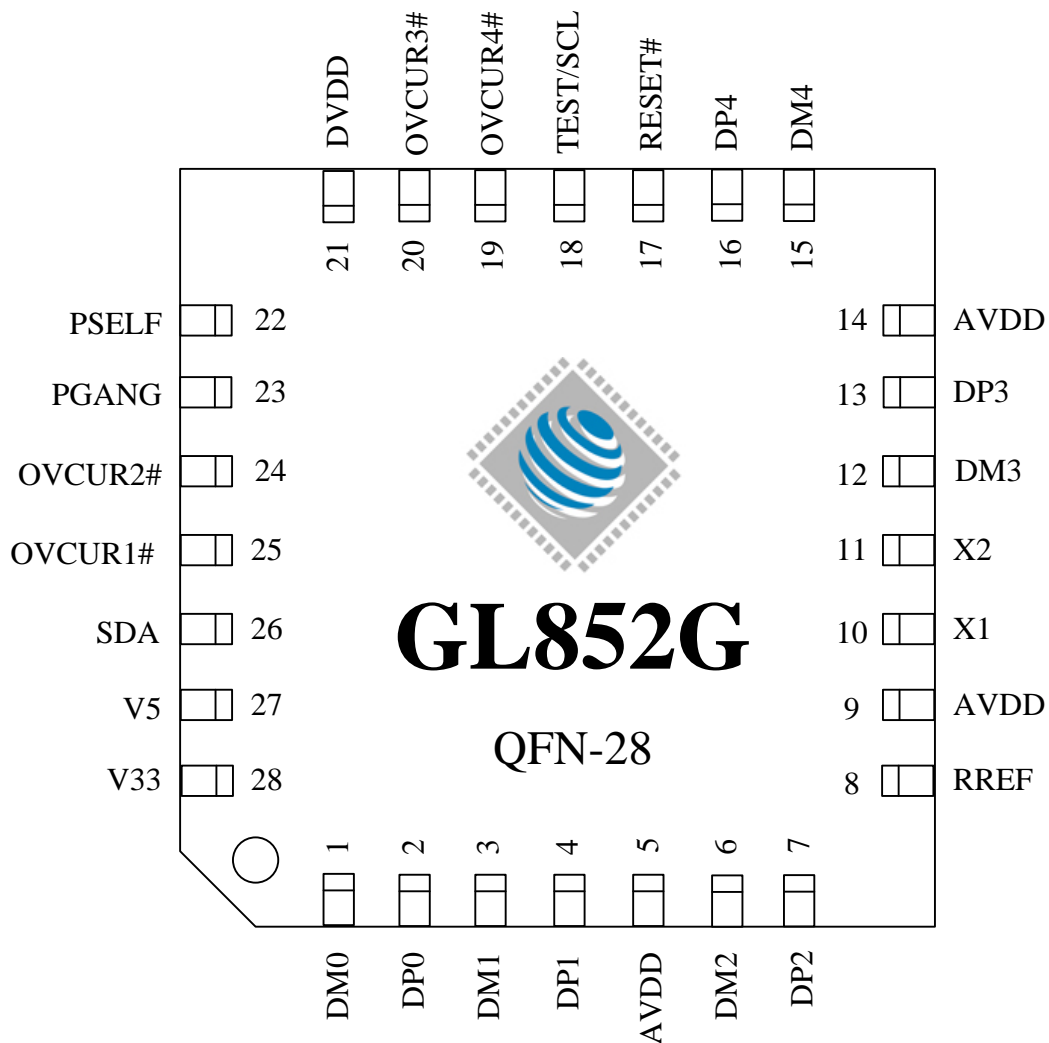 DVDD
OVCUR3#
OVCUR4#
TEST/SCL
RESET#
DP4
DM4
21
20
19
18
17
16
15
PSELF 22
14 AVDD
PGANG 23
13 DP3
OVCUR2# 24
12 DM3
OVCUR1# 25
11 X2
SDA 26
10 X1
GL852G
V5 27
9 AVDD
QFN-28
V33 28
8 RREF
1
2
3
4
5
6
7
DM0
DP0
DM1
DP1
AVDD
DM2
DP2